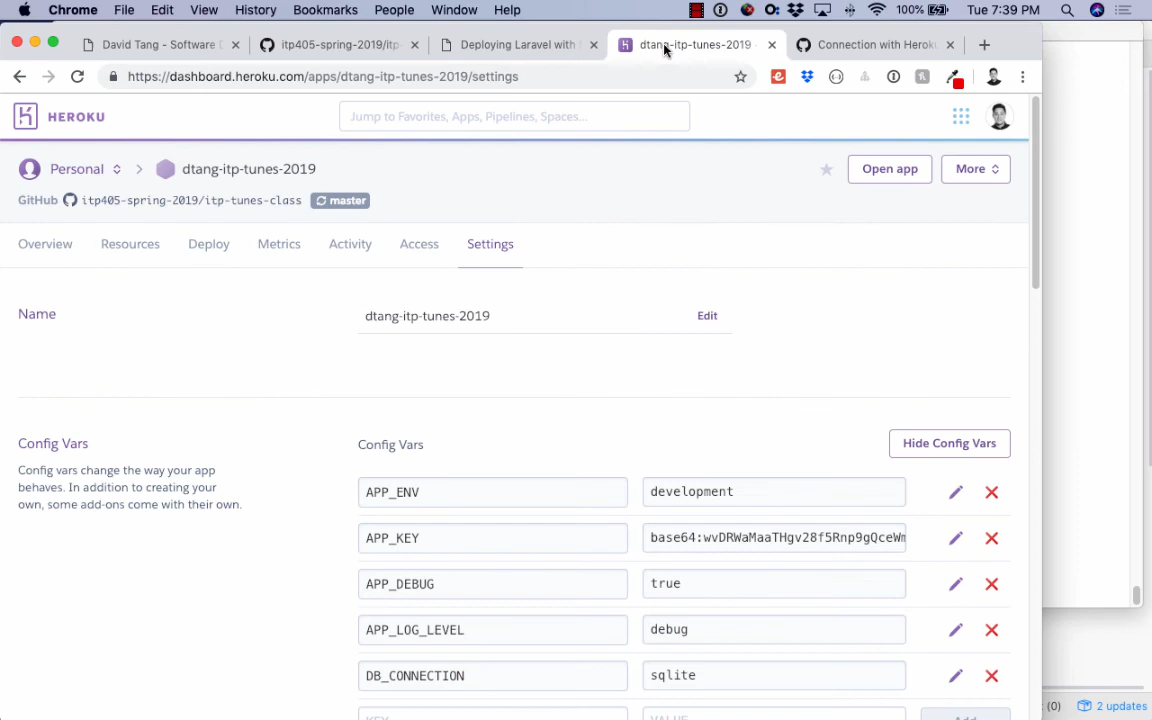 Chrome File Edit View History Bookmarks People Window Help 100% Tue 7:39 PM
David Tang - Software D
itp405-spring-2019/itp-
Deploying Laravel with
dtang-itp-tunes-2019
Connection with Heroku
https://dashboard.heroku.com/apps/dtang-itp-tunes-2019/settings
HEROKU
Jump to Favorites, Apps, Pipelines, Spaces...
Personal dtang-itp-tunes-2019
Open app
More
GitHub itp405-spring-2019/itp-tunes-class master
Overview Resources Deploy Metrics Activity Access Settings
Name
dtang-itp-tunes-2019
Edit
Config Vars
Config vars change the way your app
behaves. In addition to creating your
own, some add-ons come with their own.
Config Vars
Hide Config Vars
APP_ENV development
APP_KEY base64:wvDRWaMaaTHgv28f5Rnp9gQceWm
APP_DEBUG true
APP_LOG_LEVEL debug
DB_CONNECTION sqlite
KEY VALUE Add
(0) 2 updates